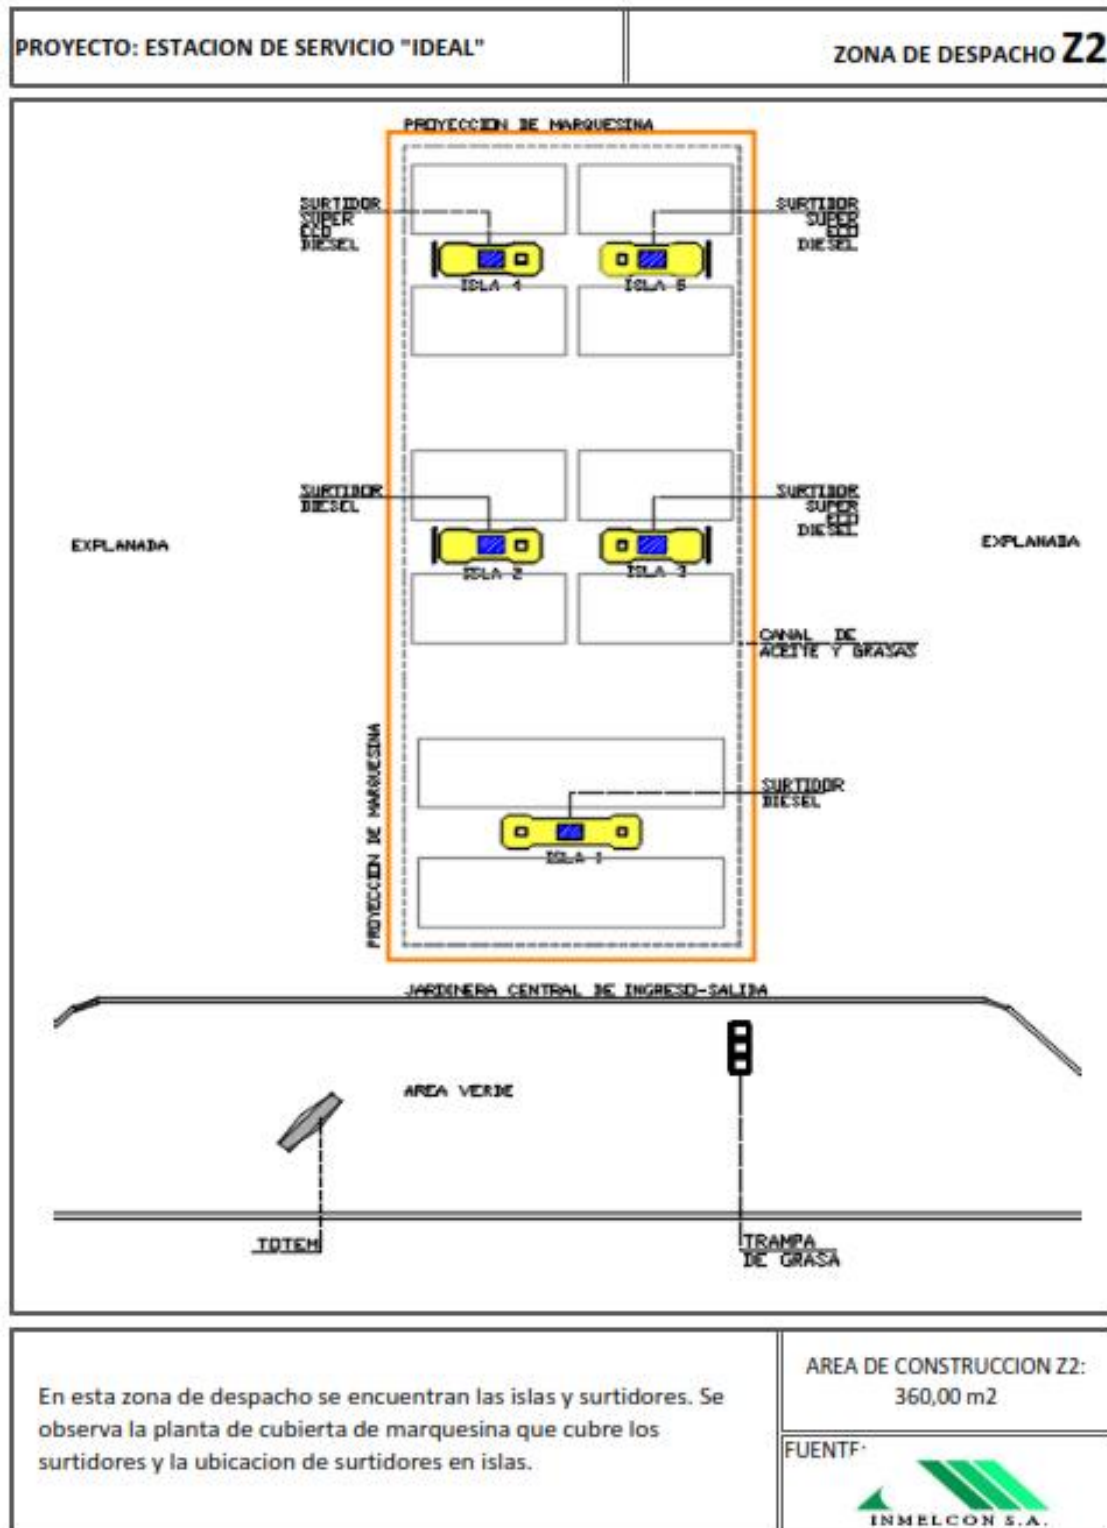 PROYECTO: ESTACION DE SERVICIO "IDEAL"
ZONA DE DESPACHO Z2
PROYECCION DE MARQUESINA
SURTIDOR
SUPER
ECO
DIESEL
SURTIDOR
SUPER
ECO
DIESEL
ISLA 4
ISLA 5
SURTIDOR
DIESEL
SURTIDOR
SUPER
ECO
DIESEL
EXPLANADA
EXPLANADA
ISLA 2
ISLA 3
CANAL DE
ACEITE Y GRASAS
PROYECCION DE MARQUESINA
SURTIDOR
DIESEL
ISLA 1
JARDINERA CENTRAL DE INGRESO-SALIDA
AREA VERDE
TOTEM
TRAMPA
DE GRASA
En esta zona de despacho se encuentran las islas y surtidores. Se
observa la planta de cubierta de marquesina que cubre los
surtidores y la ubicacion de surtidores en islas.
AREA DE CONSTRUCCION Z2:
360,00 m2
FUENTE:
INMELCON S.A.